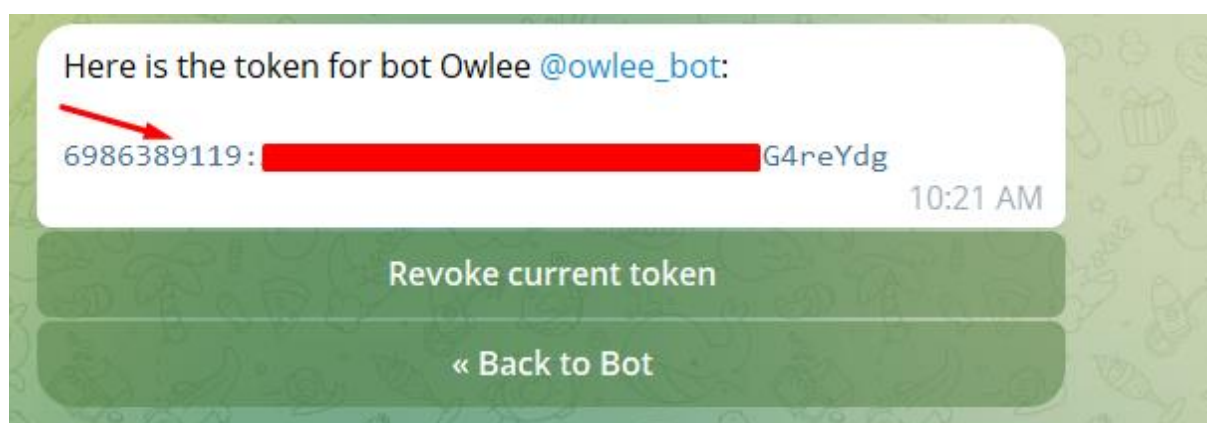 Here is the token for bot Owlee @owlee_bot:
6986389119: G4reYdg
10:21 AM
Revoke current token
« Back to Bot